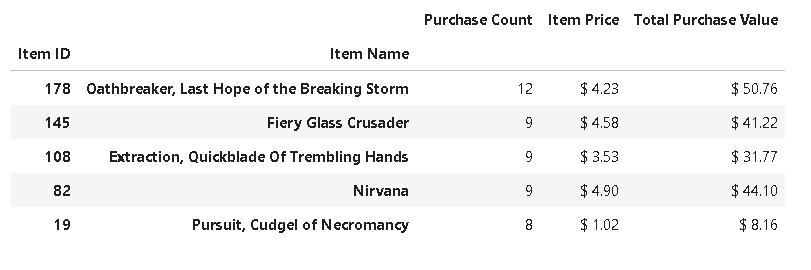 Purchase Count Item Price Total Purchase Value
Item ID Item Name
178 Oathbreaker, Last Hope of the Breaking Storm 12 $ 4.23 $ 50.76
145 Fiery Glass Crusader 9 $ 4.58 $ 41.22
108 Extraction, Quickblade Of Trembling Hands 9 $ 3.53 $ 31.77
82 Nirvana 9 $ 4.90 $ 44.10
19 Pursuit, Cudgel of Necromancy 8 $ 1.02 $ 8.16